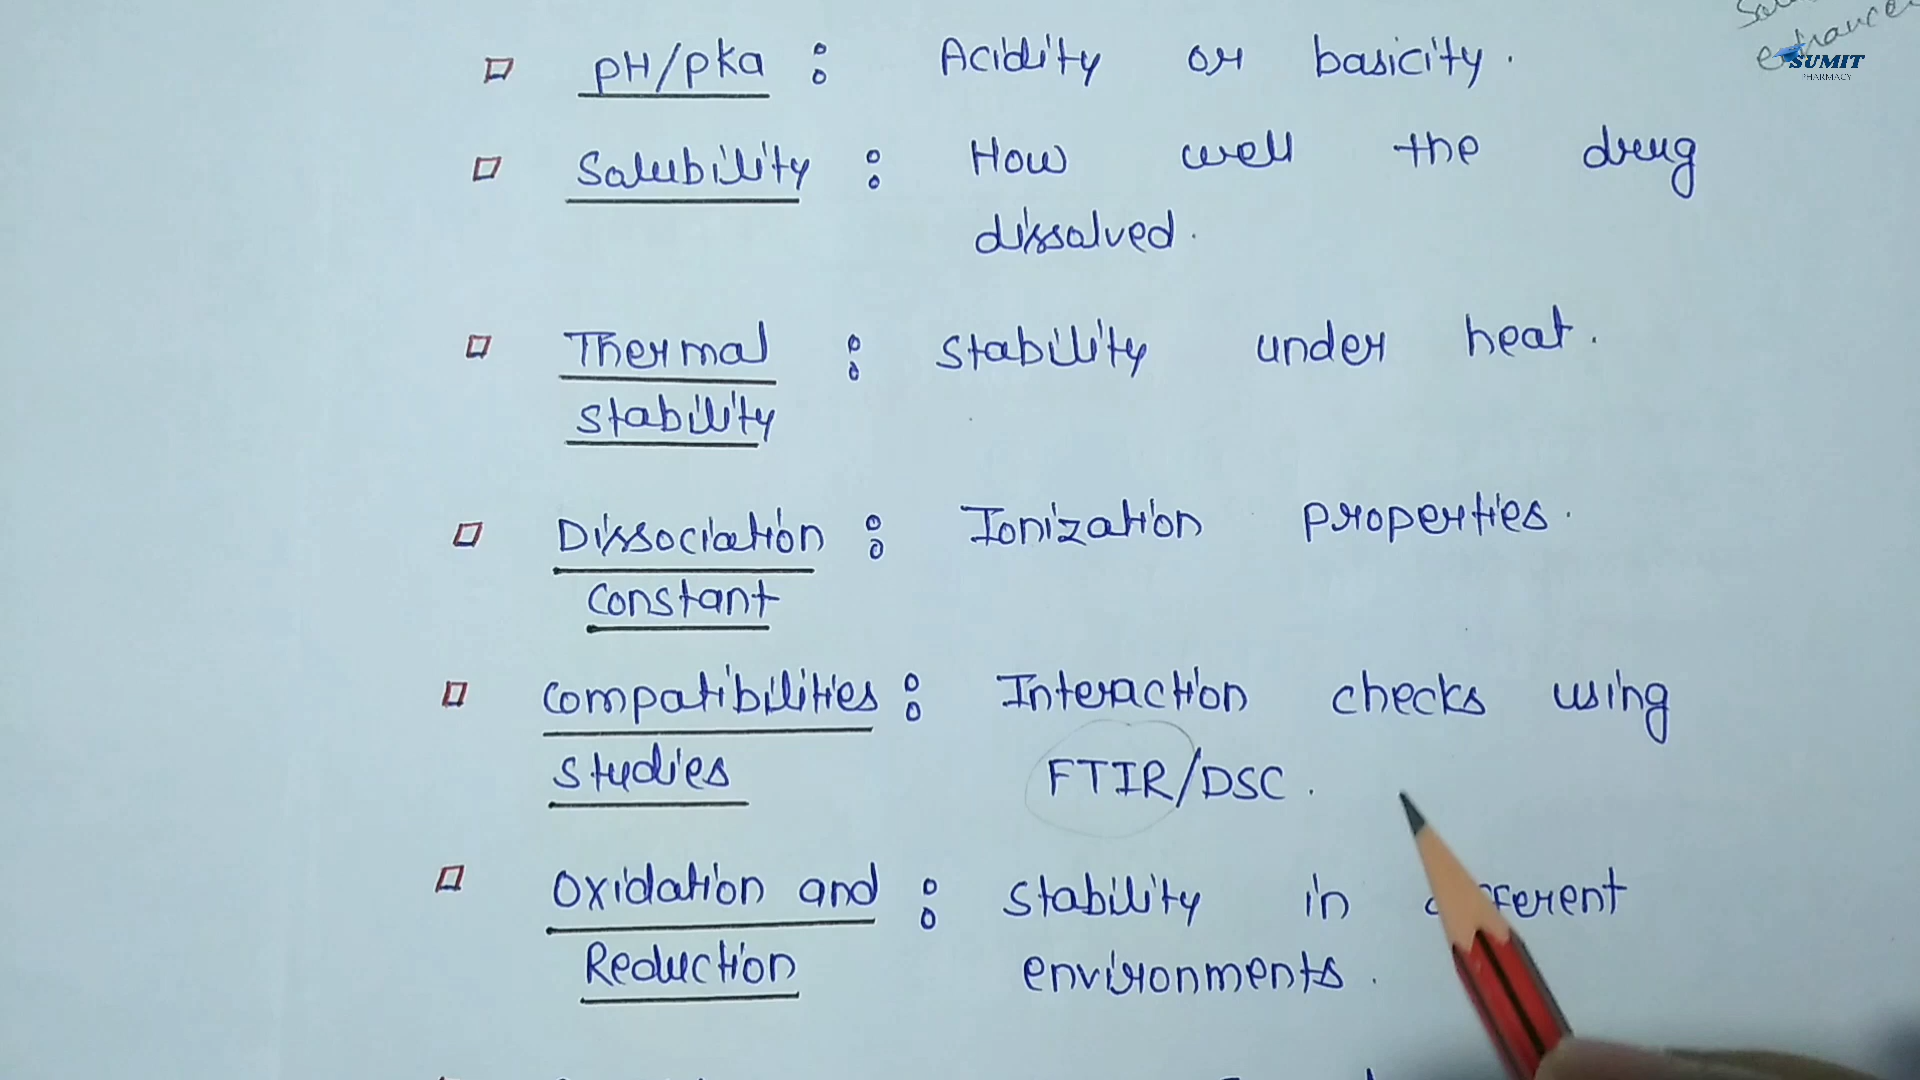 pH/pka : Acidity or basicity.
SUMIT
PHARMACY
Solubility : How well the drug
dissolved.
Thermal : Stability under heat.
stability
Dissociation : Ionization properties.
constant
compatibilities : Interaction checks using
studies FTIR/DSC.
Oxidation and : stability in
Reduction environments.